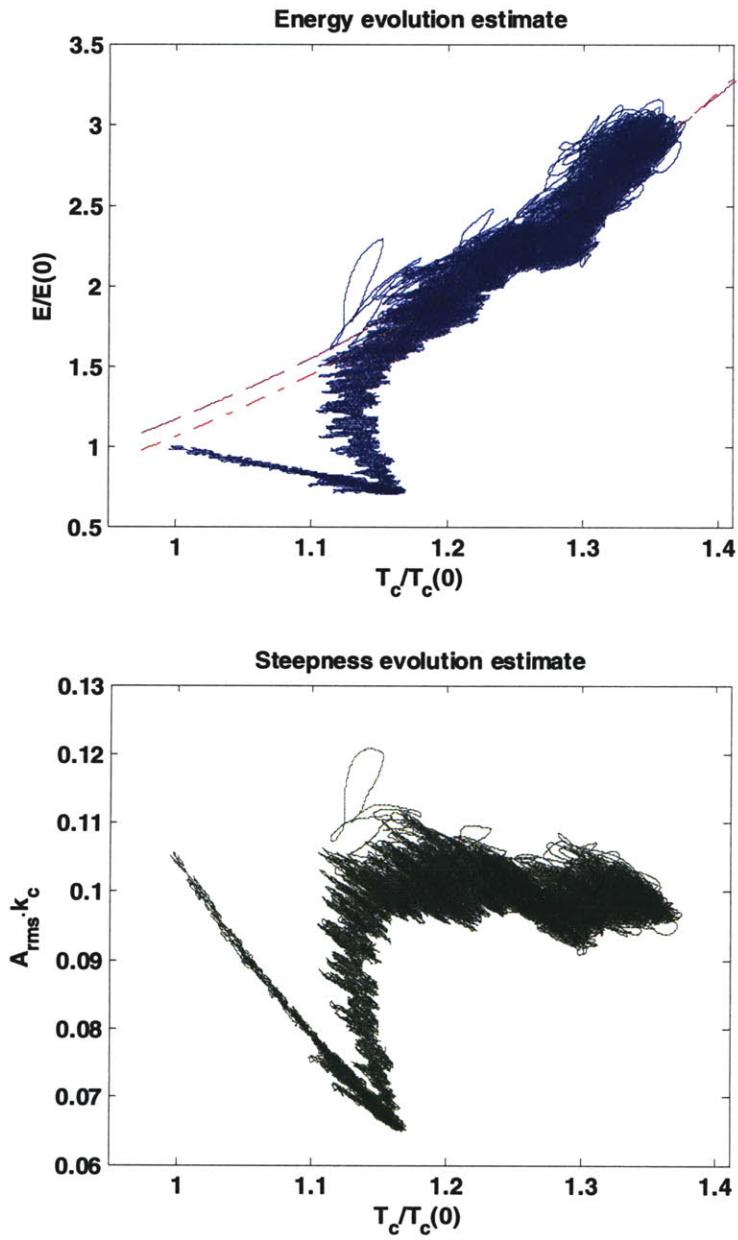 Energy evolution estimate
3.5
3
2.5
2
1.5
1
0.5
E/E(0)
1 1.1 1.2 1.3 1.4
Tc/Tc(0)
Steepness evolution estimate
0.13
0.12
0.11
0.1
0.09
0.08
0.07
0.06
Arms.kc
1 1.1 1.2 1.3 1.4
Tc/Tc(0)